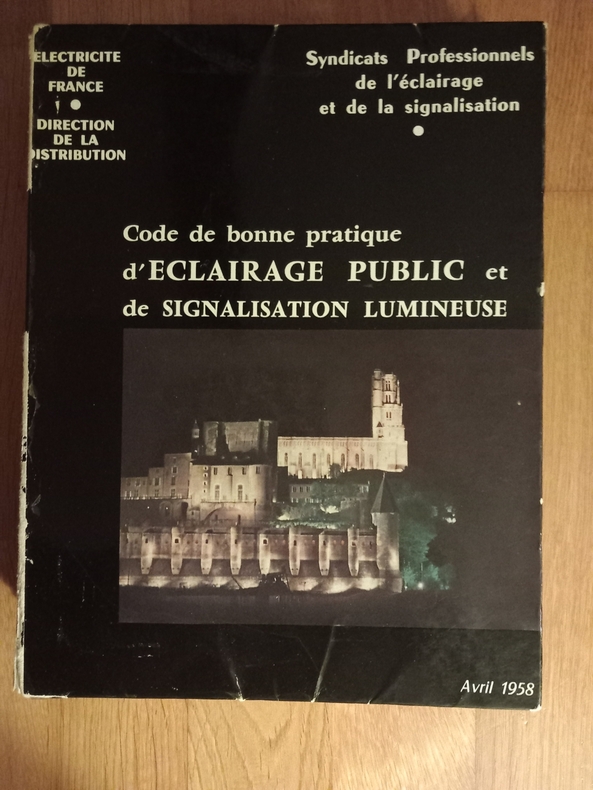 ELECTRICITE
DE
FRANCE
DIRECTION
DE LA
DISTRIBUTION
Syndicats Professionnels
de l'éclairage
et de la signalisation
Code de bonne pratique
d'ECLAIRAGE PUBLIC et
de SIGNALISATION LUMINEUSE
Avril 1958